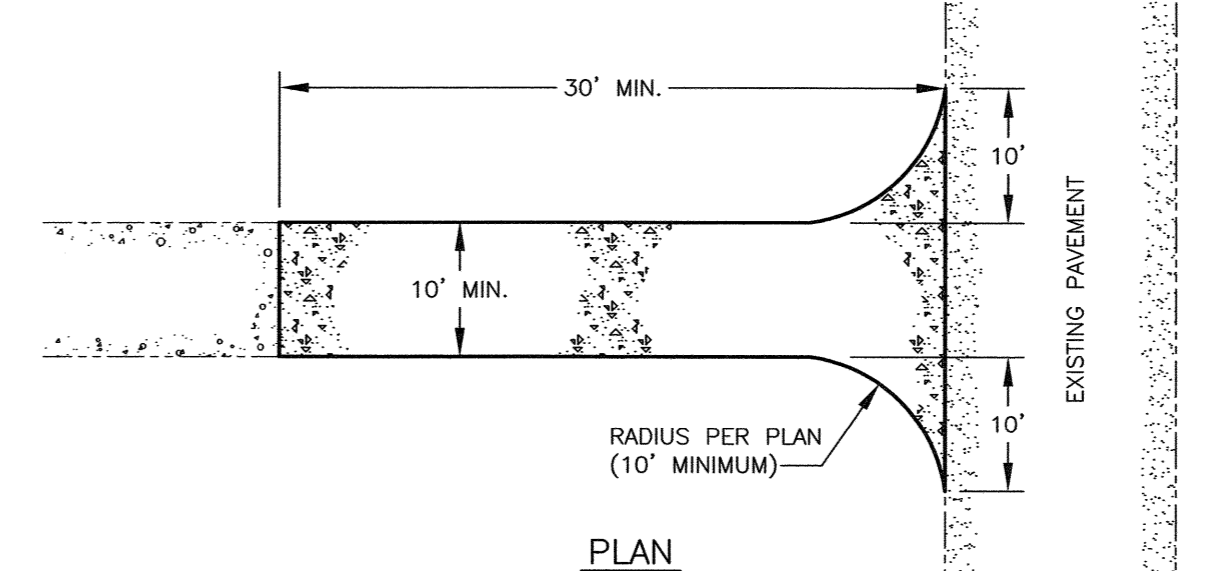 30' MIN.
10'
10' MIN.
EXISTING PAVEMENT
10'
RADIUS PER PLAN
(10' MINIMUM)
PLAN